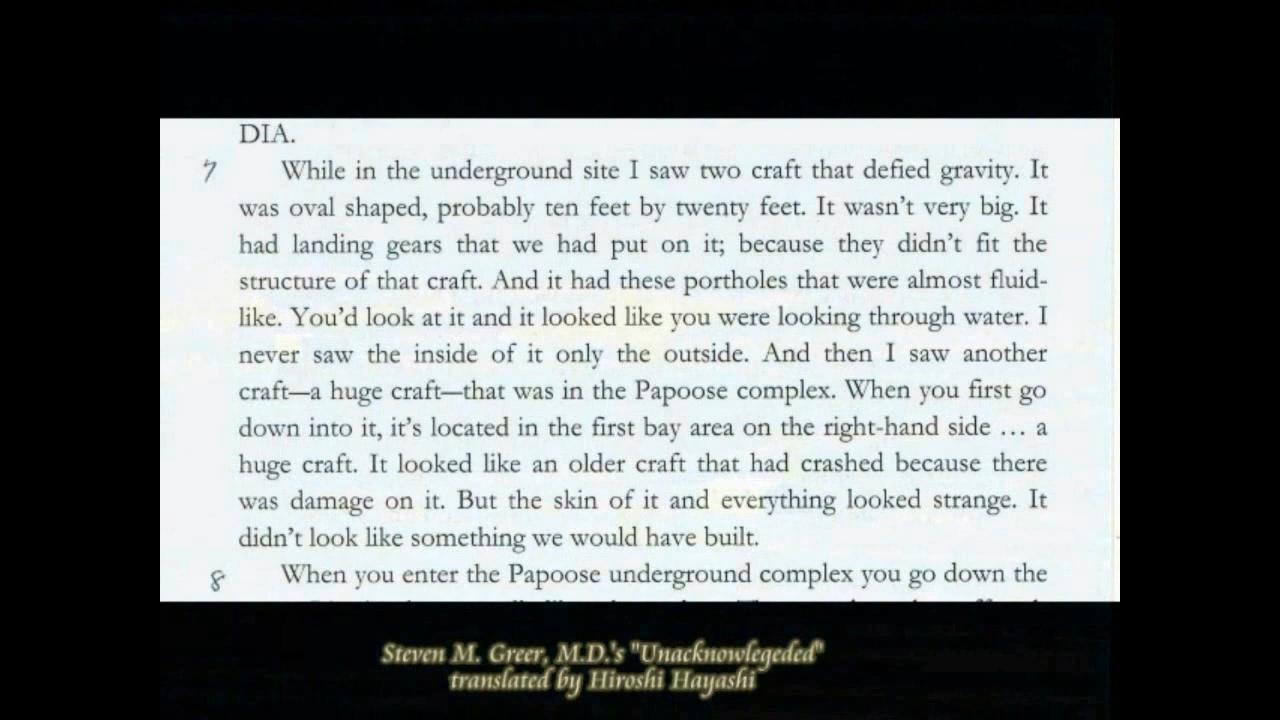 DIA.
7 While in the underground site I saw two craft that defied gravity. It
was oval shaped, probably ten feet by twenty feet. It wasn't very big. It
had landing gears that we had put on it; because they didn't fit the
structure of that craft. And it had these portholes that were almost fluid-
like. You'd look at it and it looked like you were looking through water. I
never saw the inside of it only the outside. And then I saw another
craft—a huge craft—that was in the Papoose complex. When you first go
down into it, it's located in the first bay area on the right-hand side … a
huge craft. It looked like an older craft that had crashed because there
was damage on it. But the skin of it and everything looked strange. It
didn't look like something we would have built.
8 When you enter the Papoose underground complex you go down the
Steven M. Greer, M.D.'s "Unacknowlegeded"
translated by Hiroshi Hayashi